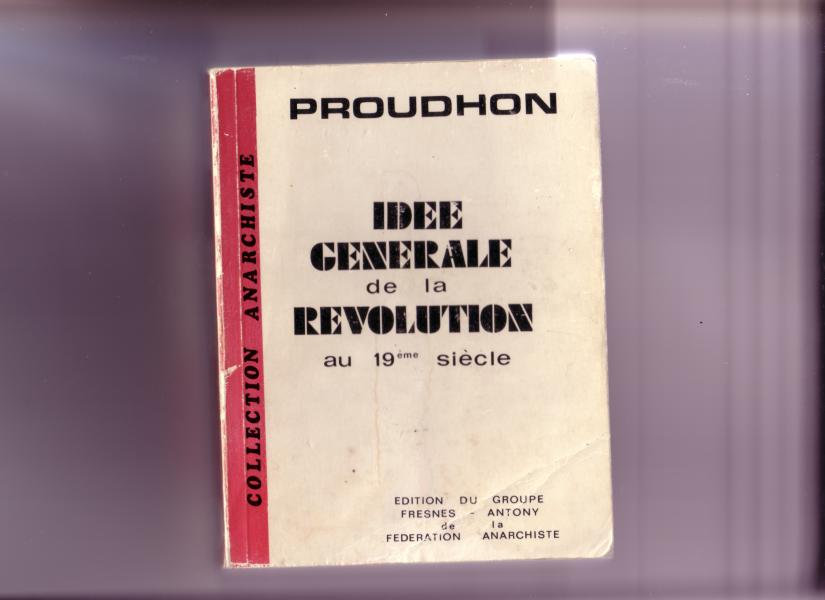 PROUDHON
IDEE
GENERALE
de la
REVOLUTION
au 19ème siècle
EDITION DU GROUPE
FRESNES - ANTONY
de la
FEDERATION ANARCHISTE
COLLECTION ANARCHISTE